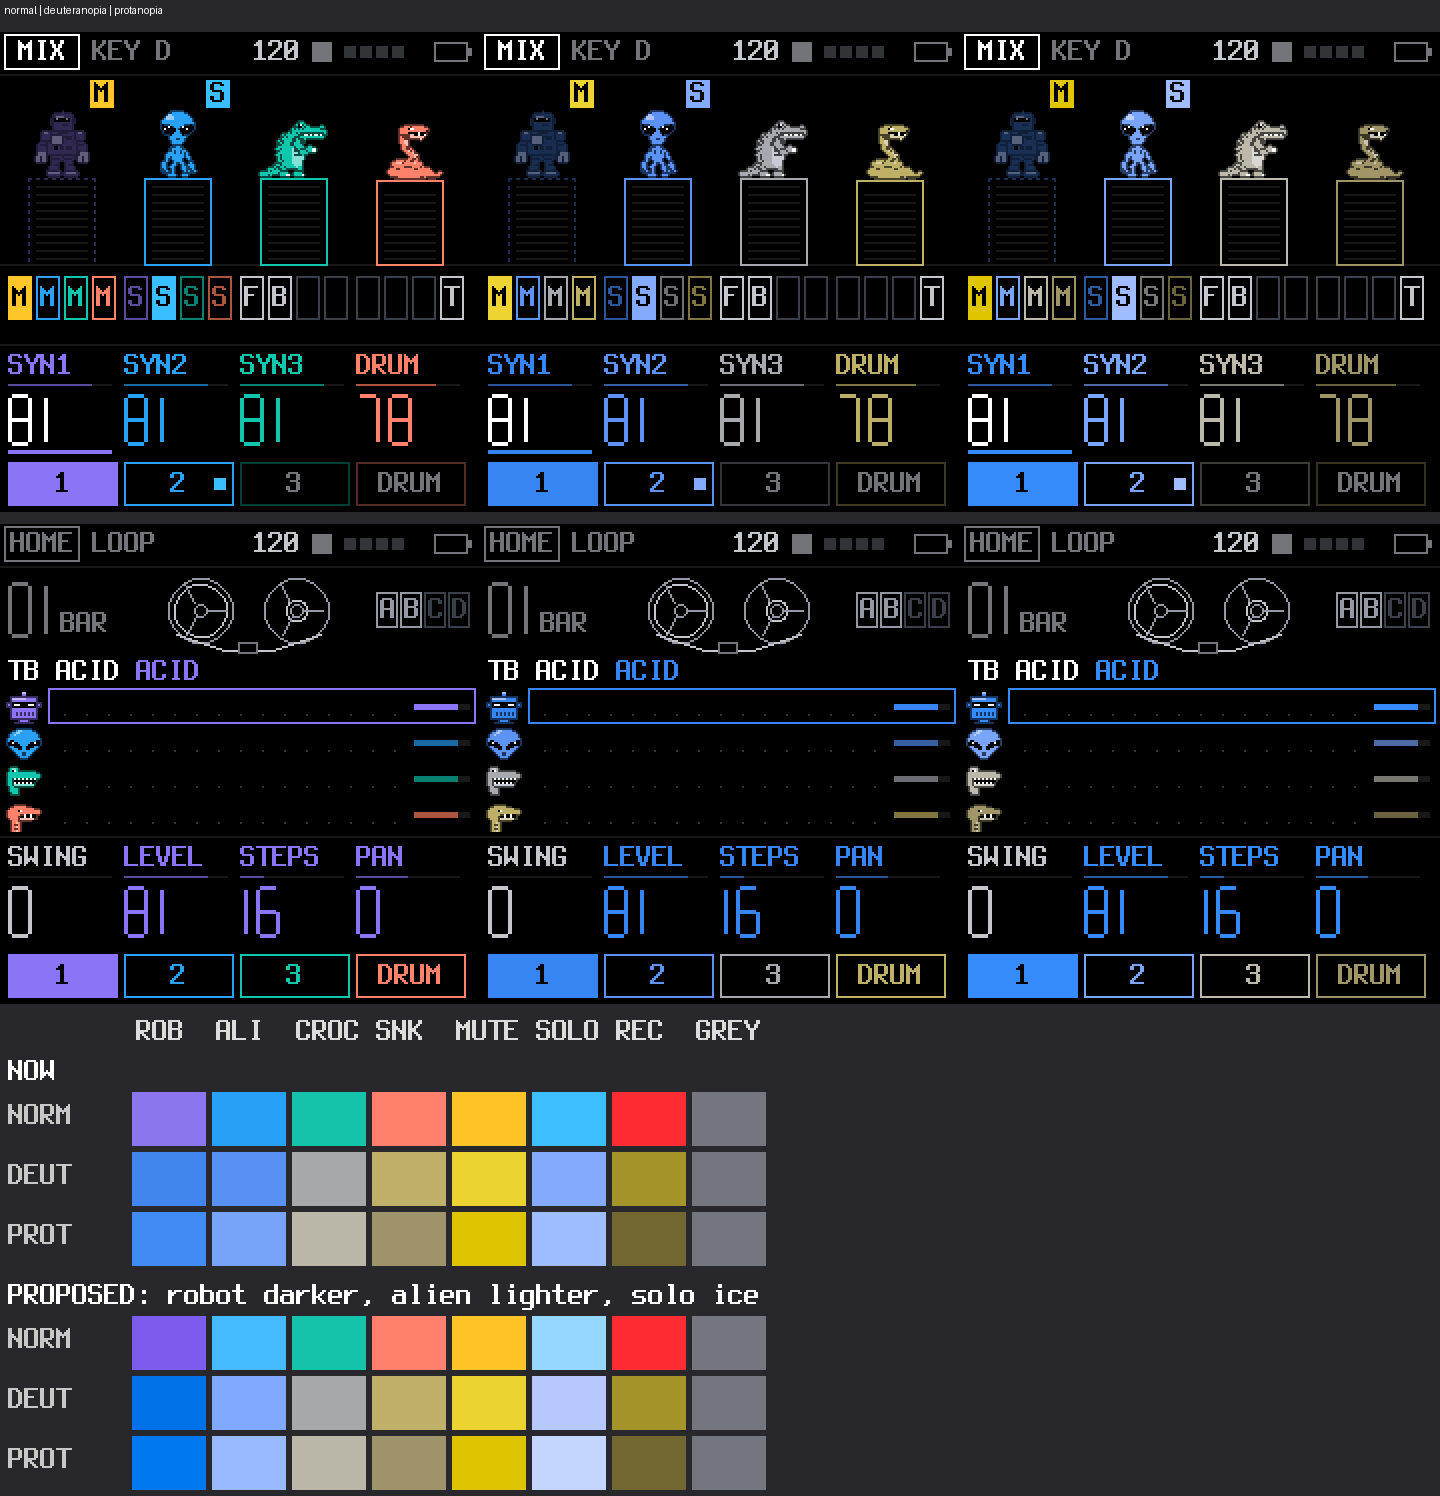 normal | deuteranopia | protanopia
MIX KEY D 120 MIX KEY D 120 MIX KEY D 120
M S M S M S
M M M M S S S S F B T M M M M S S S S F B T M M M M S S S S F B T
SYN1 SYN2 SYN3 DRUM SYN1 SYN2 SYN3 DRUM SYN1 SYN2 SYN3 DRUM
81 81 81 78 81 81 81 78 81 81 81 78
1 2 3 DRUM 1 2 3 DRUM 1 2 3 DRUM
HOME LOOP 120 HOME LOOP 120 HOME LOOP 120
01 BAR A B C D 01 BAR A B C D 01 BAR A B C D
TB ACID ACID TB ACID ACID TB ACID ACID
SWING LEVEL STEPS PAN SWING LEVEL STEPS PAN SWING LEVEL STEPS PAN
0 81 16 0 0 81 16 0 0 81 16 0
1 2 3 DRUM 1 2 3 DRUM 1 2 3 DRUM
ROB ALI CROC SNK MUTE SOLO REC GREY
NOW
NORM
DEUT
PROT
PROPOSED: robot darker, alien lighter, solo ice
NORM
DEUT
PROT